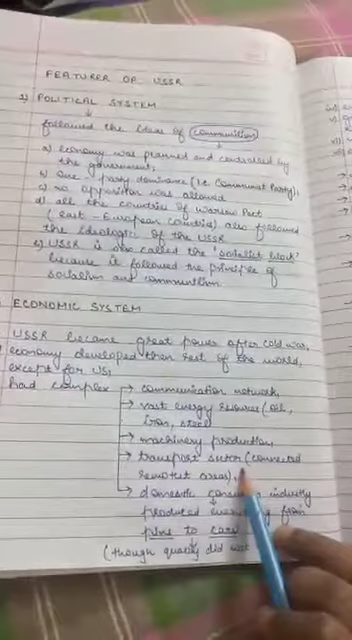 FEATURER OF USSR
1) POLITICAL SYSTEM
followed the ideas of communism
a) economy was planned and controlled by
the government;
b) one-party dominance (i.e. Communist Party);
c) no opposition was allowed
d) all the countries of Warsaw Pact
(east-European countries) also followed
the ideologies of the USSR
e) USSR is also called the 'socialist block'
because it followed the principle of
socialism and communism.
ECONOMIC SYSTEM
USSR became great power after cold war,
economy developed then rest of the world,
except for US;
had complex → communication network,
→ vast energy resources (oil,
iron, steel
→ machinery production
→ transport sector (connected
remotest areas),
→ domestic industry
produced from
pins to cars
(though quality did